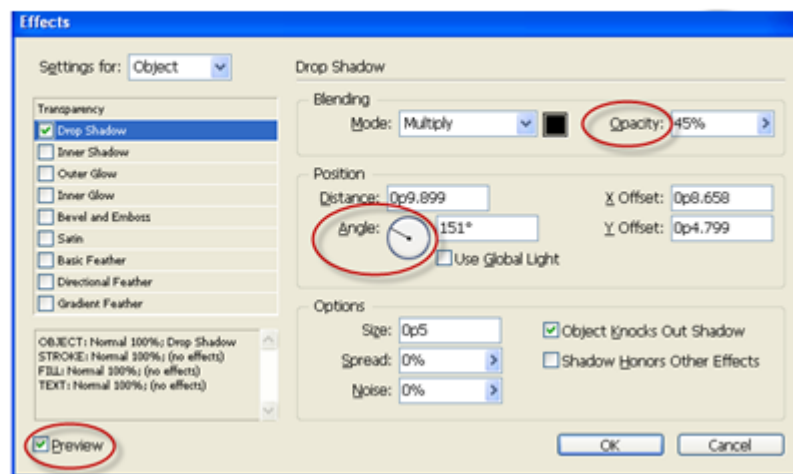 Effects
Settings for: Object
Transparency
Drop Shadow
Inner Shadow
Outer Glow
Inner Glow
Bevel and Emboss
Satin
Basic Feather
Directional Feather
Gradient Feather
OBJECT: Normal 100%; Drop Shadow
STROKE: Normal 100%; (no effects)
FILL: Normal 100%; (no effects)
TEXT: Normal 100%; (no effects)
Preview
Drop Shadow
Blending
Mode: Multiply Opacity: 45%
Position
Distance: 0p9.899 X Offset: 0p8.658
Angle: 151° Y Offset: 0p4.799
Use Global Light
Options
Size: 0p5 Object Knocks Out Shadow
Spread: 0% Shadow Honors Other Effects
Noise: 0%
OK Cancel